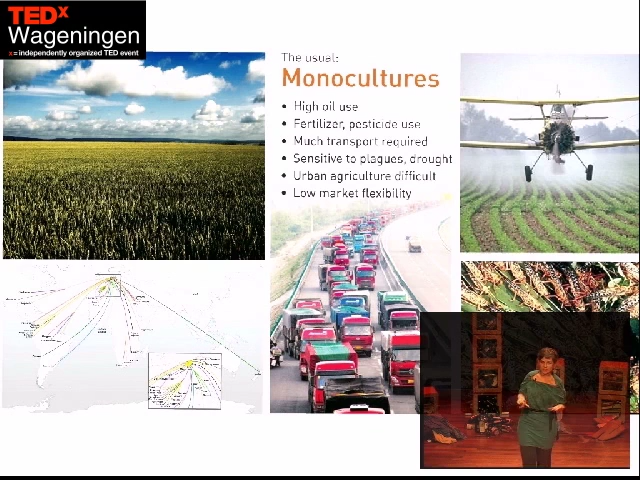 TEDx
Wageningen
x = independently organized TED event
The usual:
Monocultures
• High oil use
• Fertilizer, pesticide use
• Much transport required
• Sensitive to plagues, drought
• Urban agriculture difficult
• Low market flexibility